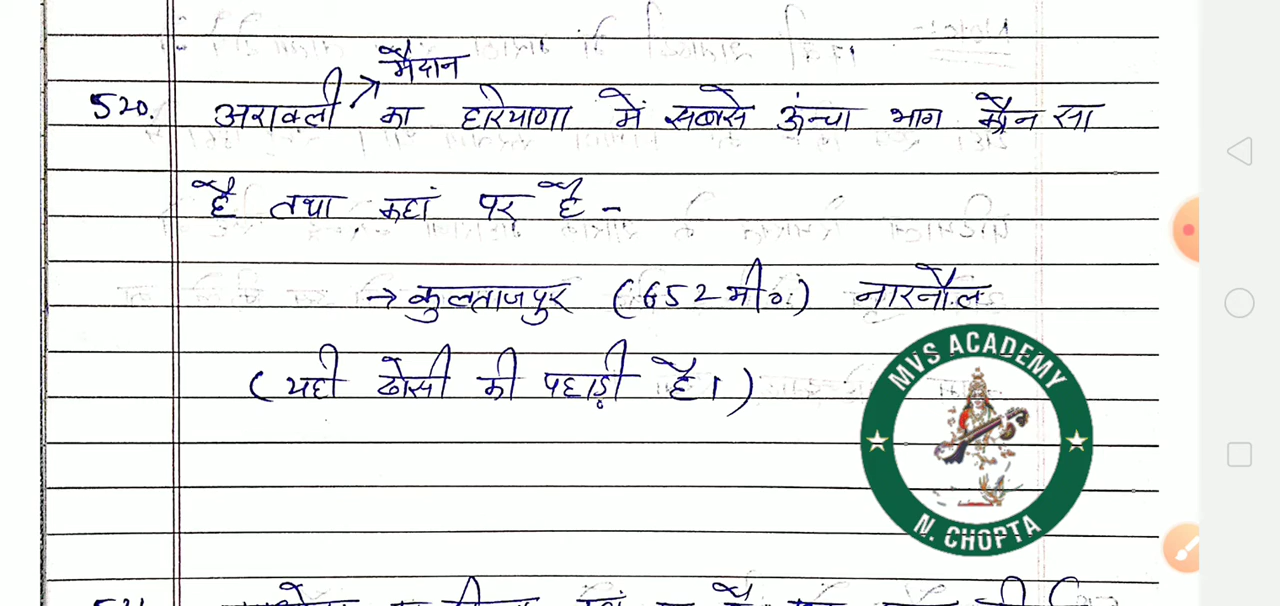 मैदान
520. अरावली का हरियाणा में सबसे ऊंन्चा भाग कौन सा
है तथा कहां पर है -
→ कुलताजपुर (652 मी०) नारनौल
(यही ढोसी की पहाड़ी है।)
MVS ACADEMY
N. CHOPTA